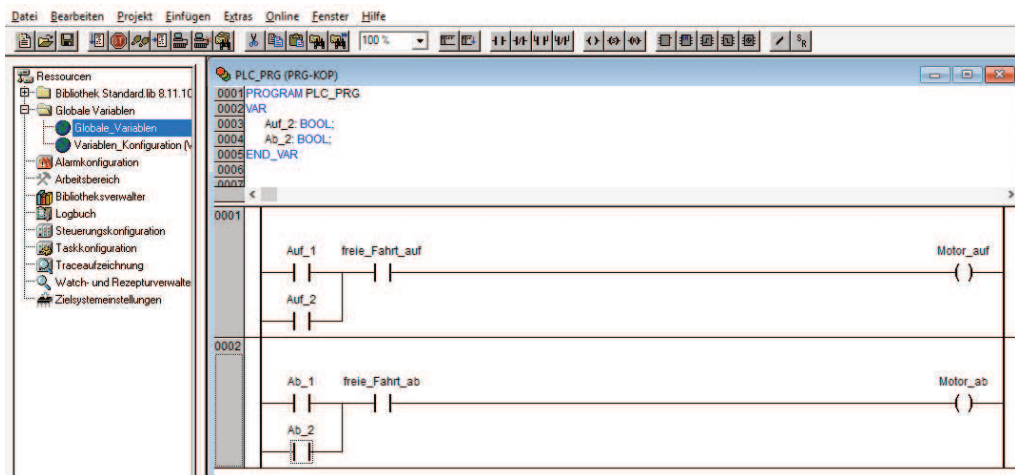 Datei Bearbeiten Projekt Einfügen Extras Online Fenster Hilfe
100 %
S R
Ressourcen
Bibliothek Standard.lib 8.11.10
Globale Variablen
Globale_Variablen
Variablen_Konfiguration (V
Alarmkonfiguration
Arbeitsbereich
Bibliotheksverwalter
Logbuch
Steuerungskonfiguration
Taskkonfiguration
Traceaufzeichnung
Watch- und Rezepturverwalte
Zielsystemeinstellungen
PLC_PRG (PRG-KOP)
0001 PROGRAM PLC_PRG
0002 VAR
0003 Auf_2: BOOL;
0004 Ab_2: BOOL;
0005 END_VAR
0006
0007
0001
Auf_1 freie_Fahrt_auf Motor_auf
Auf_2
0002
Ab_1 freie_Fahrt_ab Motor_ab
Ab_2